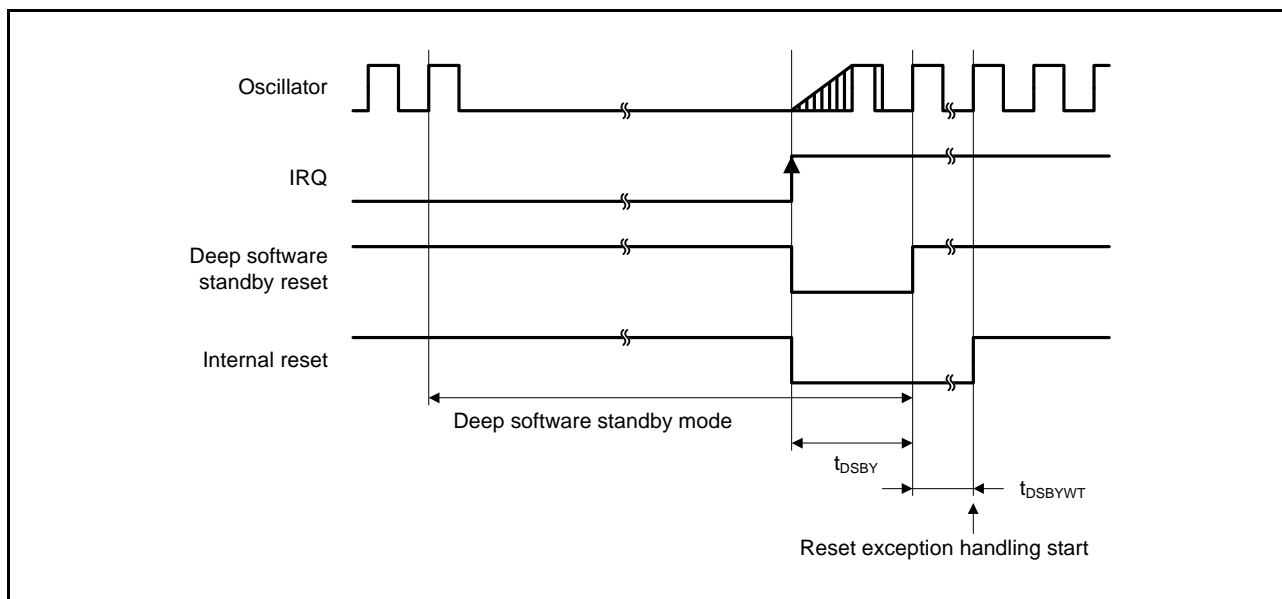 Oscillator
IRQ
Deep software
standby reset
Internal reset
Deep software standby mode
tDSBY
tDSBYWT
Reset exception handling start